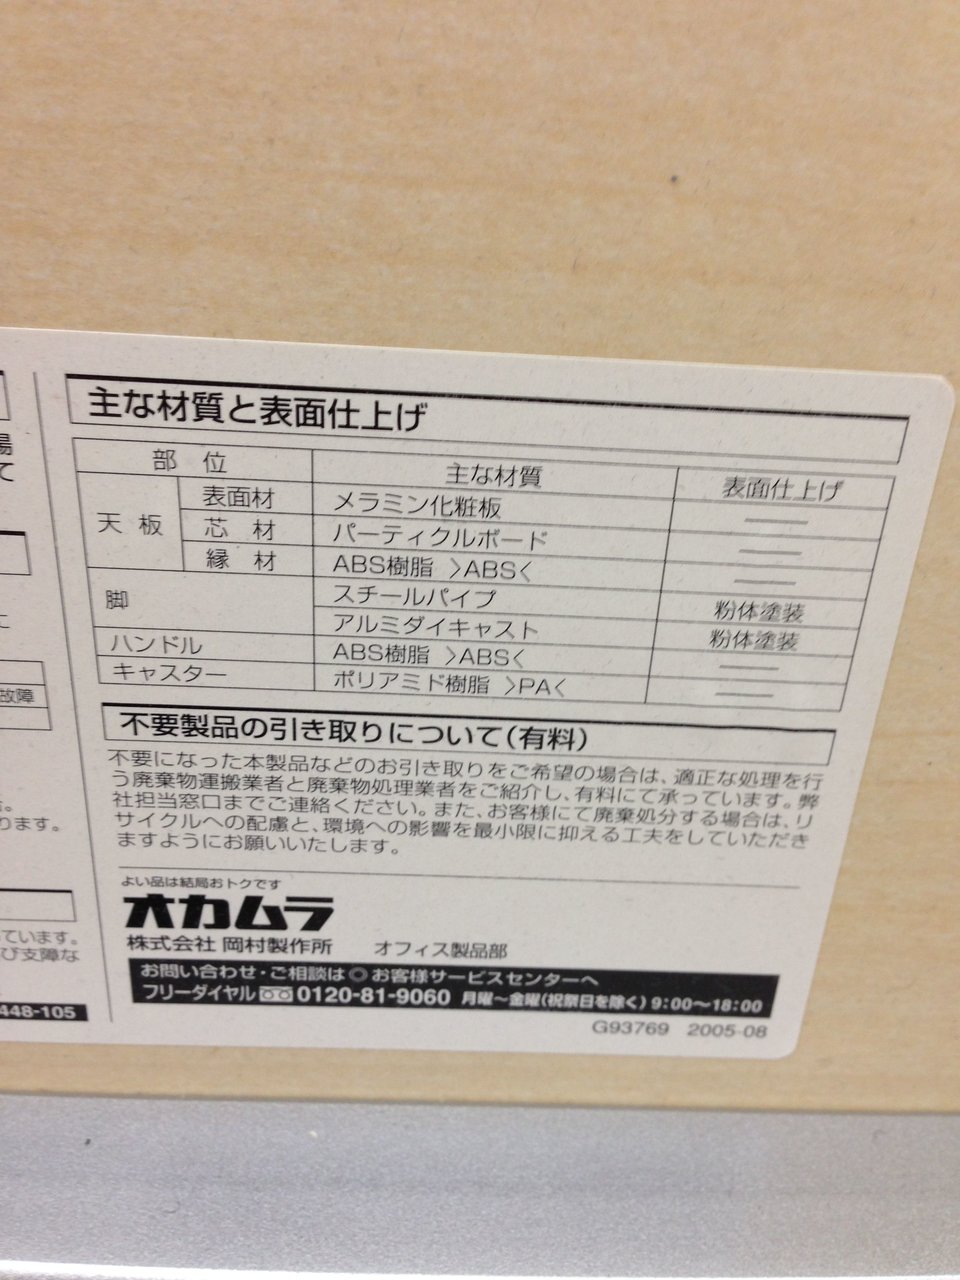 主な材質と表面仕上げ
部 位 主な材質 表面仕上げ
天 板 表面材 メラミン化粧板 ──
芯 材 パーティクルボード ──
縁 材 ABS樹脂 >ABS< ──
脚 スチールパイプ 粉体塗装
アルミダイキャスト 粉体塗装
ハンドル ABS樹脂 >ABS< ──
キャスター ポリアミド樹脂 >PA< ──
不要製品の引き取りについて(有料)
不要になった本製品などのお引き取りをご希望の場合は、適正な処理を行
う廃棄物運搬業者と廃棄物処理業者をご紹介し、有料にて承っています。弊
社担当窓口までご連絡ください。また、お客様にて廃棄処分する場合は、リ
サイクルへの配慮と、環境への影響を最小限に抑える工夫をしていただき
ますようにお願いいたします。
よい品は結局おトクです
オカムラ
株式会社 岡村製作所 オフィス製品部
お問い合わせ・ご相談は◎お客様サービスセンターへ
フリーダイヤル 0120-81-9060 月曜〜金曜(祝祭日を除く) 9:00〜18:00
G93769 2005-08
て
に
故障
ります。
ています。
び支障な
448-105